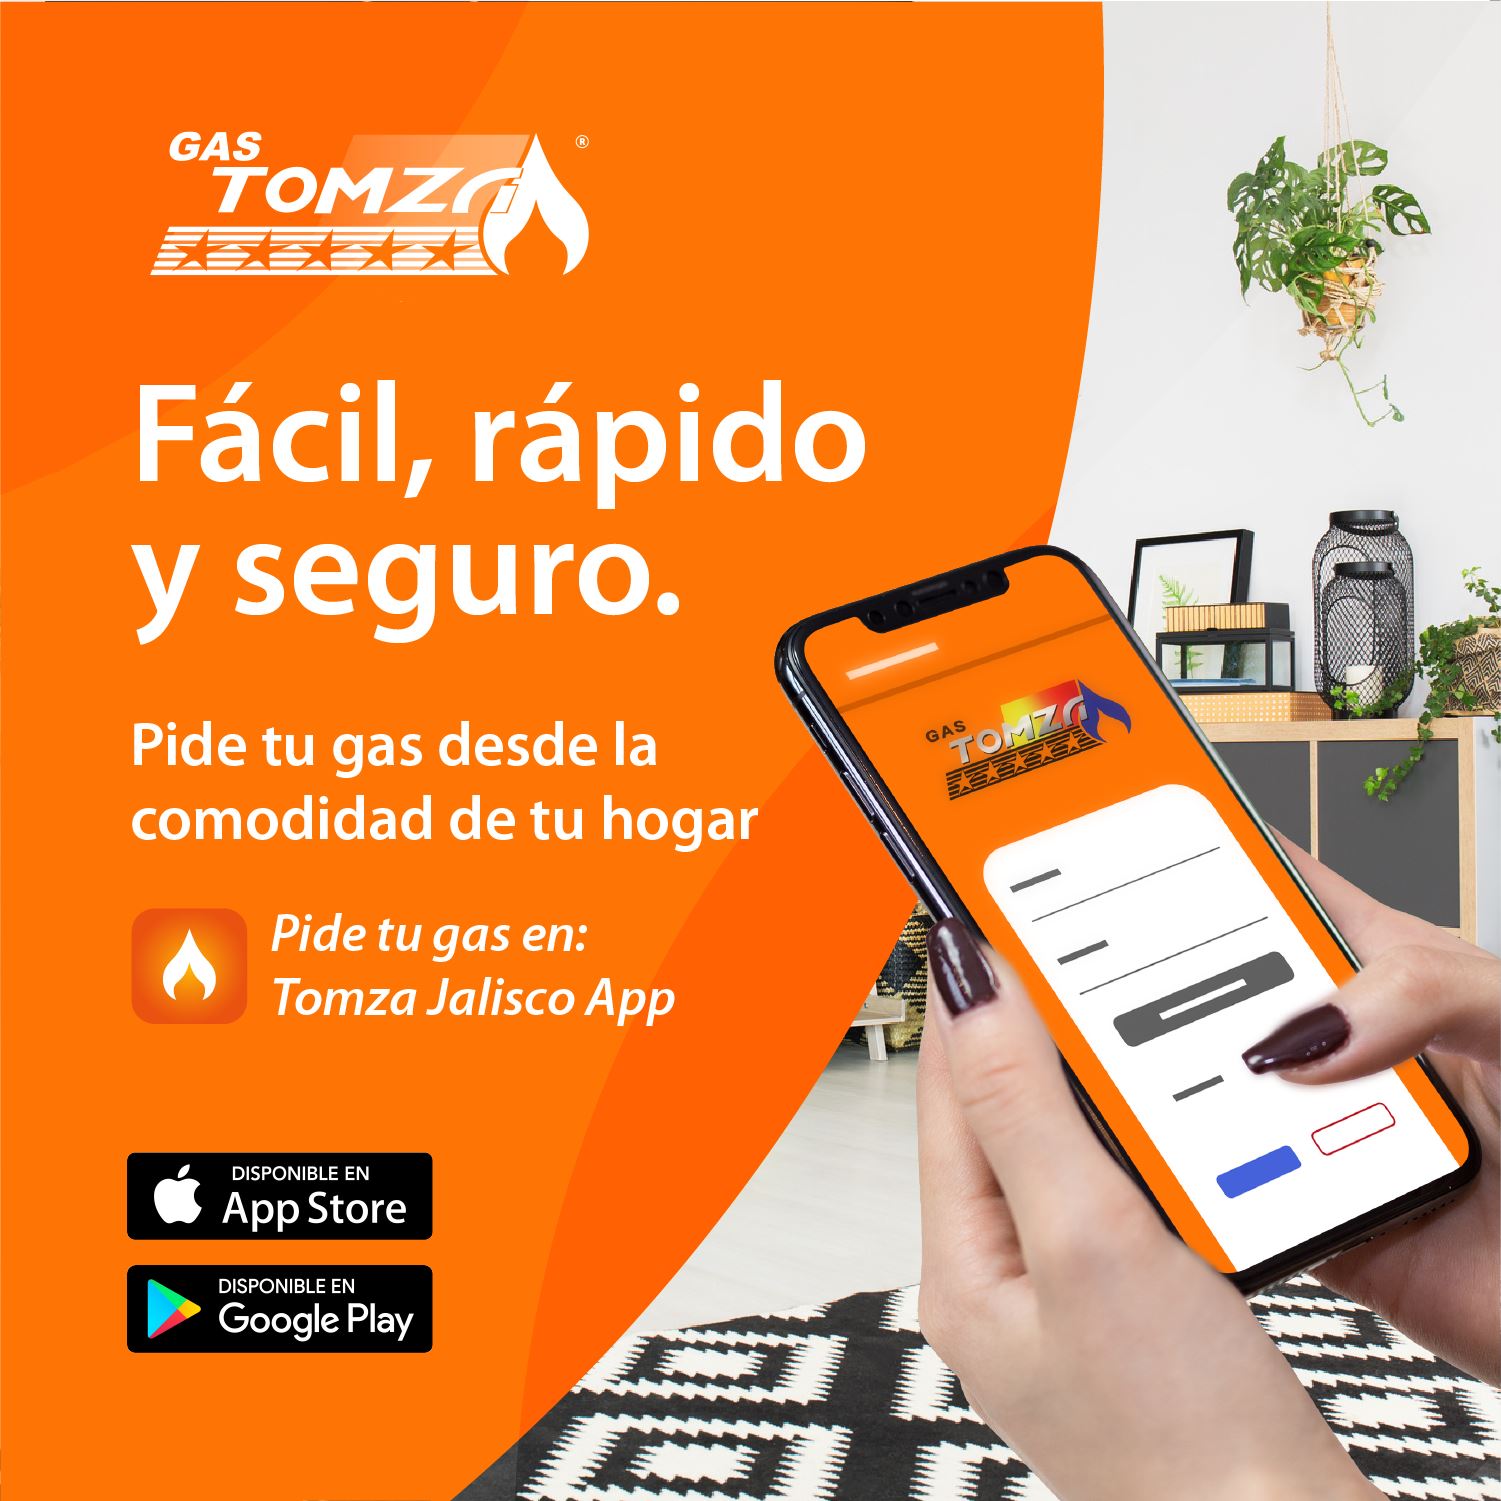 GAS
TOMZA
®
Fácil, rápido
y seguro.
Pide tu gas desde la
comodidad de tu hogar
Pide tu gas en:
Tomza Jalisco App
DISPONIBLE EN
App Store
DISPONIBLE EN
Google Play
GAS
TOMZA